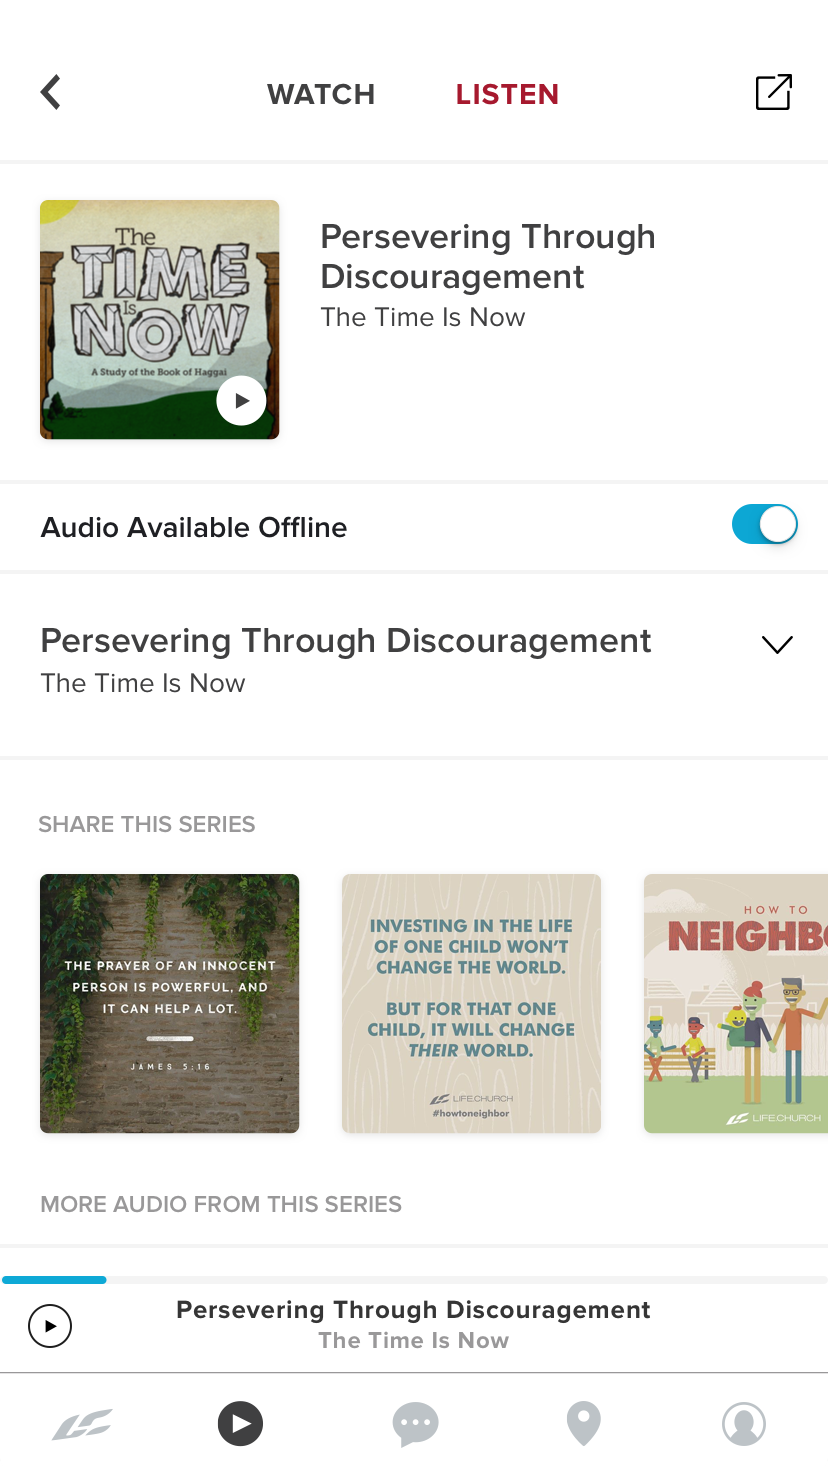 WATCH LISTEN
The
TIME
Is
NOW
A Study of the Book of Haggai
Persevering Through
Discouragement
The Time Is Now
Audio Available Offline
Persevering Through Discouragement
The Time Is Now
SHARE THIS SERIES
THE PRAYER OF AN INNOCENT
PERSON IS POWERFUL, AND
IT CAN HELP A LOT.
JAMES 5:16
INVESTING IN THE LIFE
OF ONE CHILD WON'T
CHANGE THE WORLD.
BUT FOR THAT ONE
CHILD, IT WILL CHANGE
THEIR WORLD.
LIFE.CHURCH
#howtoneighbor
HOW TO
NEIGHBO
LIFE.CHURCH
MORE AUDIO FROM THIS SERIES
Persevering Through Discouragement
The Time Is Now